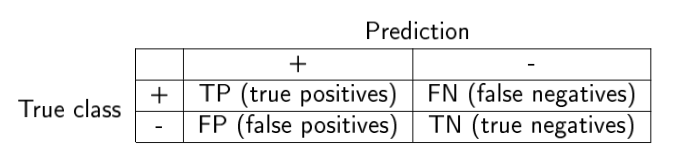 Prediction
+ -
+ TP (true positives) FN (false negatives)
True class
- FP (false positives) TN (true negatives)